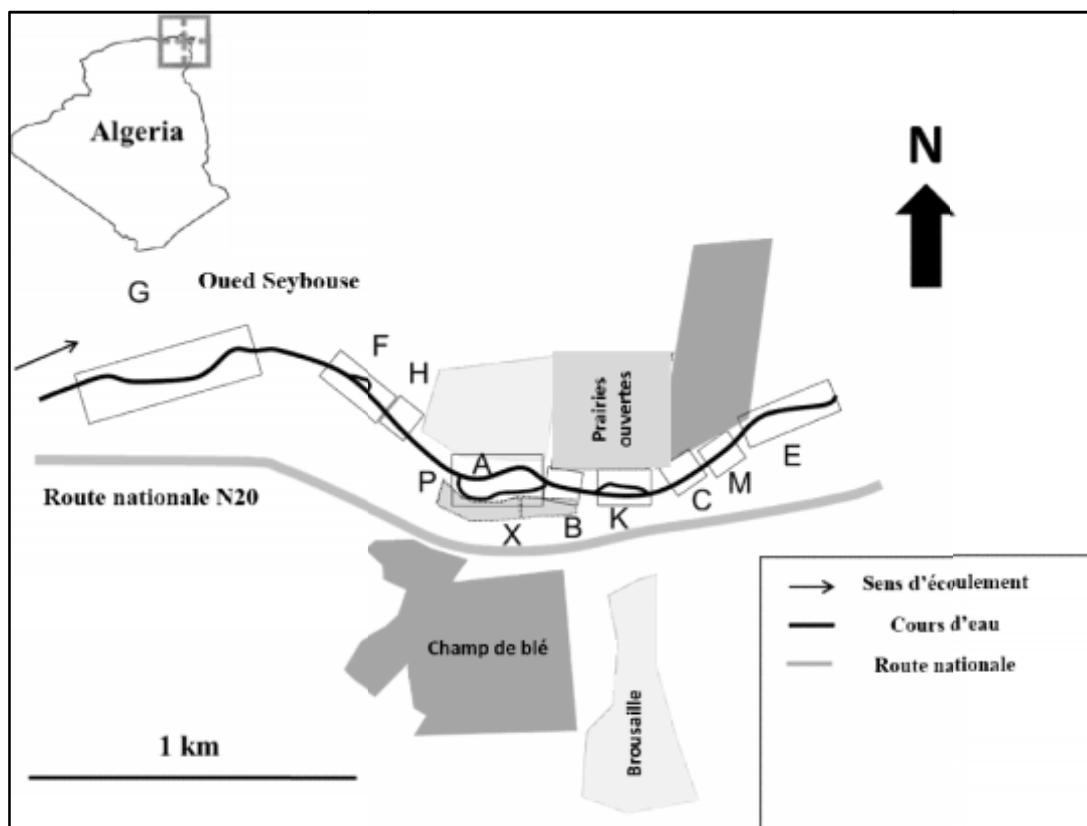 Algeria
N
G
Oued Seybouse
F
H
Prairies
ouvertes
A
P
E
M
C
Route nationale N20
X
B
K
Champ de blé
Brousaille
1 km
Sens d'écoulement
Cours d'eau
Route nationale